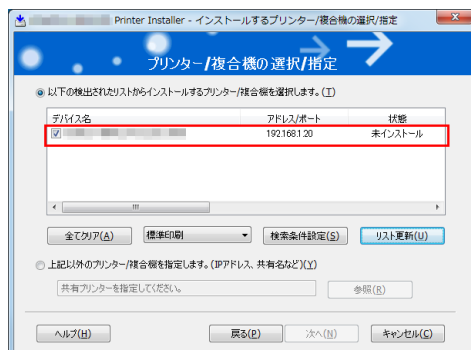 Printer Installer - インストールするプリンター/複合機の選択/指定
プリンター/複合機の選択/指定
以下の検出されたリストからインストールするプリンター/複合機を選択します。(T)
デバイス名 アドレス/ポート 状態
192.168.1.20 未インストール
全てクリア(A) 標準印刷 検索条件設定(S) リスト更新(U)
上記以外のプリンター/複合機を指定します。(IPアドレス、共有名など)(Y)
共有プリンターを指定してください。 参照(R)
ヘルプ(H) 戻る(P) 次へ(N) キャンセル(C)